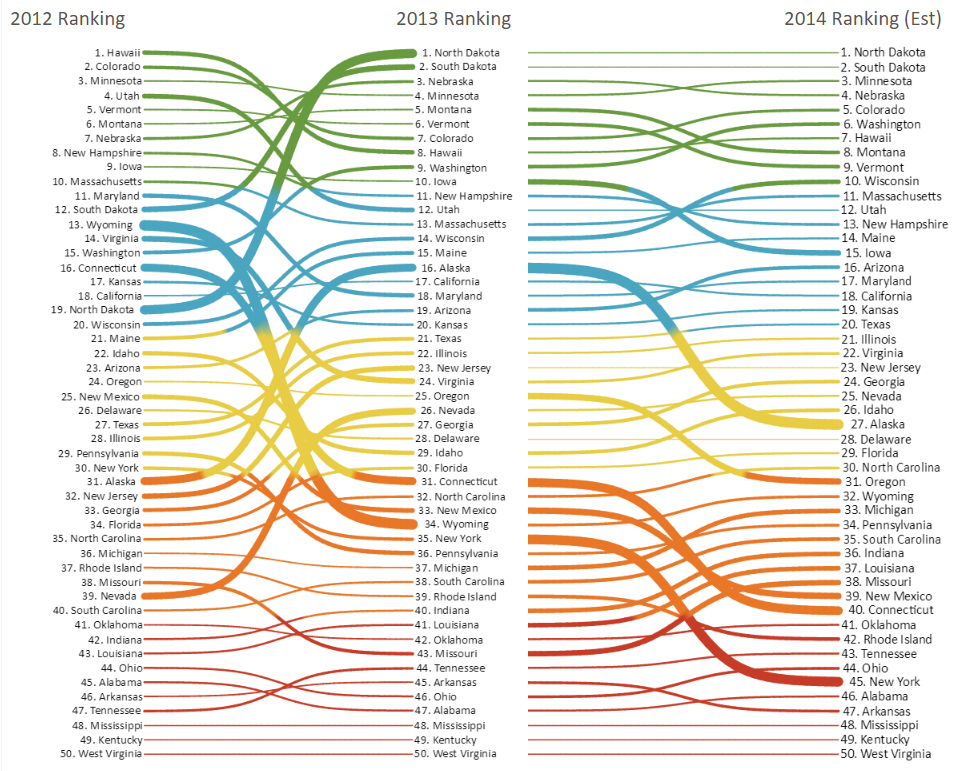 2012 Ranking
1. Hawaii
2. Colorado
3. Minnesota
4. Utah
5. Vermont
6. Montana
7. Nebraska
8. New Hampshire
9. Iowa
10. Massachusetts
11. Maryland
12. South Dakota
13. Wyoming
14. Virginia
15. Washington
16. Connecticut
17. Kansas
18. California
19. North Dakota
20. Wisconsin
21. Maine
22. Idaho
23. Arizona
24. Oregon
25. New Mexico
26. Delaware
27. Texas
28. Illinois
29. Pennsylvania
30. New York
31. Alaska
32. New Jersey
33. Georgia
34. Florida
35. North Carolina
36. Michigan
37. Rhode Island
38. Missouri
39. Nevada
40. South Carolina
41. Oklahoma
42. Indiana
43. Louisiana
44. Ohio
45. Alabama
46. Arkansas
47. Tennessee
48. Mississippi
49. Kentucky
50. West Virginia
2013 Ranking
1. North Dakota
2. South Dakota
3. Nebraska
4. Minnesota
5. Montana
6. Vermont
7. Colorado
8. Hawaii
9. Washington
10. Iowa
11. New Hampshire
12. Utah
13. Massachusetts
14. Wisconsin
15. Maine
16. Alaska
17. California
18. Maryland
19. Arizona
20. Kansas
21. Texas
22. Illinois
23. New Jersey
24. Virginia
25. Oregon
26. Nevada
27. Georgia
28. Delaware
29. Idaho
30. Florida
31. Connecticut
32. North Carolina
33. New Mexico
34. Wyoming
35. New York
36. Pennsylvania
37. Michigan
38. South Carolina
39. Rhode Island
40. Indiana
41. Louisiana
42. Oklahoma
43. Missouri
44. Tennessee
45. Arkansas
46. Ohio
47. Alabama
48. Mississippi
49. Kentucky
50. West Virginia
2014 Ranking (Est)
1. North Dakota
2. South Dakota
3. Minnesota
4. Nebraska
5. Colorado
6. Washington
7. Hawaii
8. Montana
9. Vermont
10. Wisconsin
11. Massachusetts
12. Utah
13. New Hampshire
14. Maine
15. Iowa
16. Arizona
17. Maryland
18. California
19. Kansas
20. Texas
21. Illinois
22. Virginia
23. New Jersey
24. Georgia
25. Nevada
26. Idaho
27. Alaska
28. Delaware
29. Florida
30. North Carolina
31. Oregon
32. Wyoming
33. Michigan
34. Pennsylvania
35. South Carolina
36. Indiana
37. Louisiana
38. Missouri
39. New Mexico
40. Connecticut
41. Oklahoma
42. Rhode Island
43. Tennessee
44. Ohio
45. New York
46. Alabama
47. Arkansas
48. Mississippi
49. Kentucky
50. West Virginia